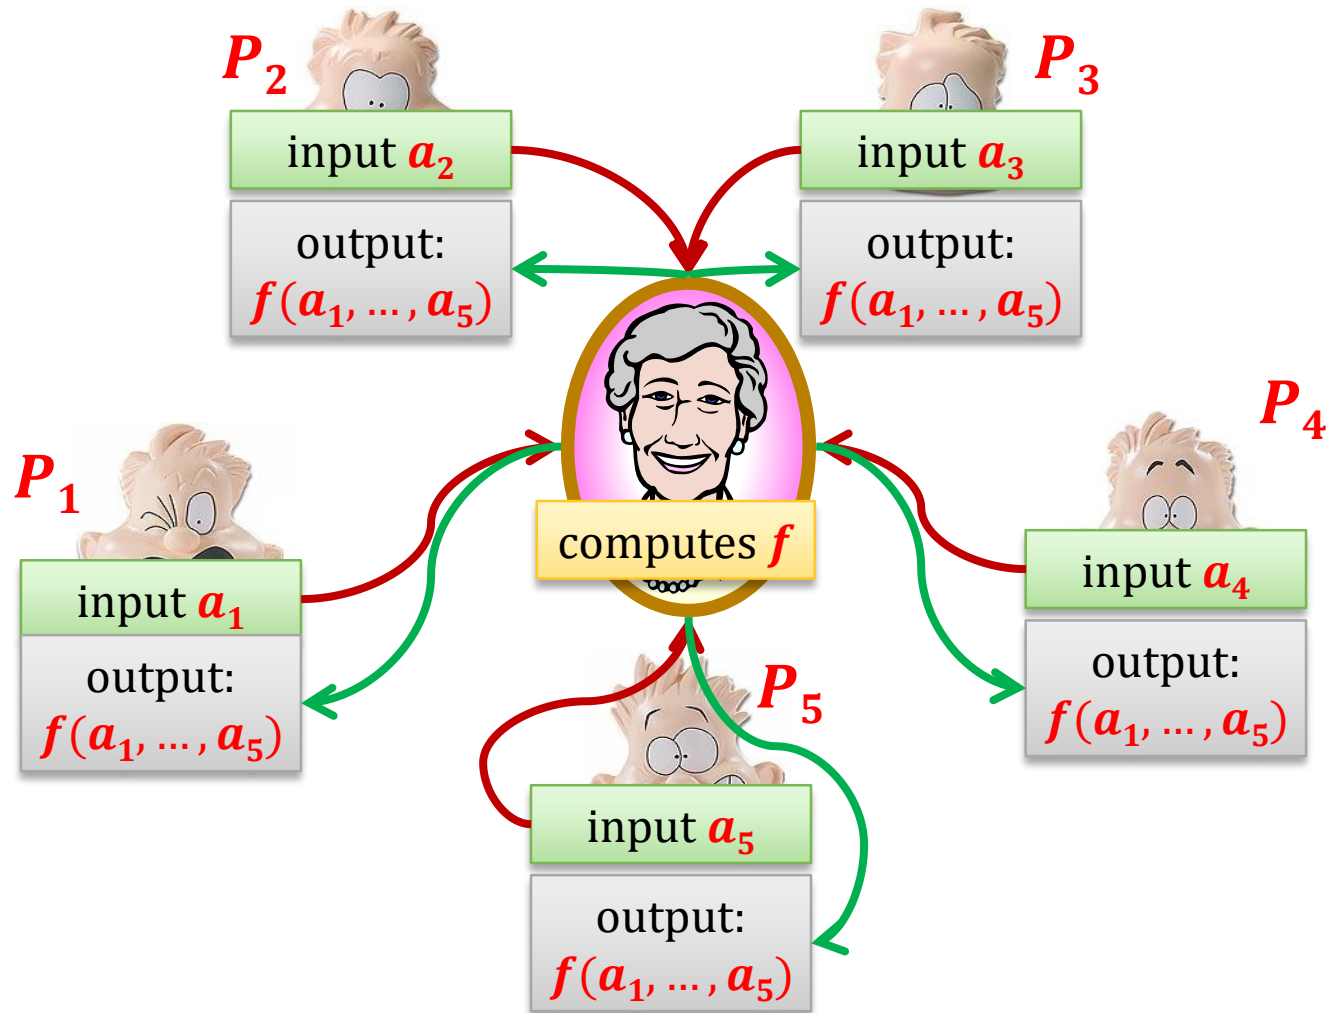 P₂
input a₂
output:
f(a₁, … , a₅)
P₃
input a₃
output:
f(a₁, … , a₅)
P₁
input a₁
output:
f(a₁, … , a₅)
computes f
P₄
input a₄
output:
f(a₁, … , a₅)
P₅
input a₅
output:
f(a₁, … , a₅)